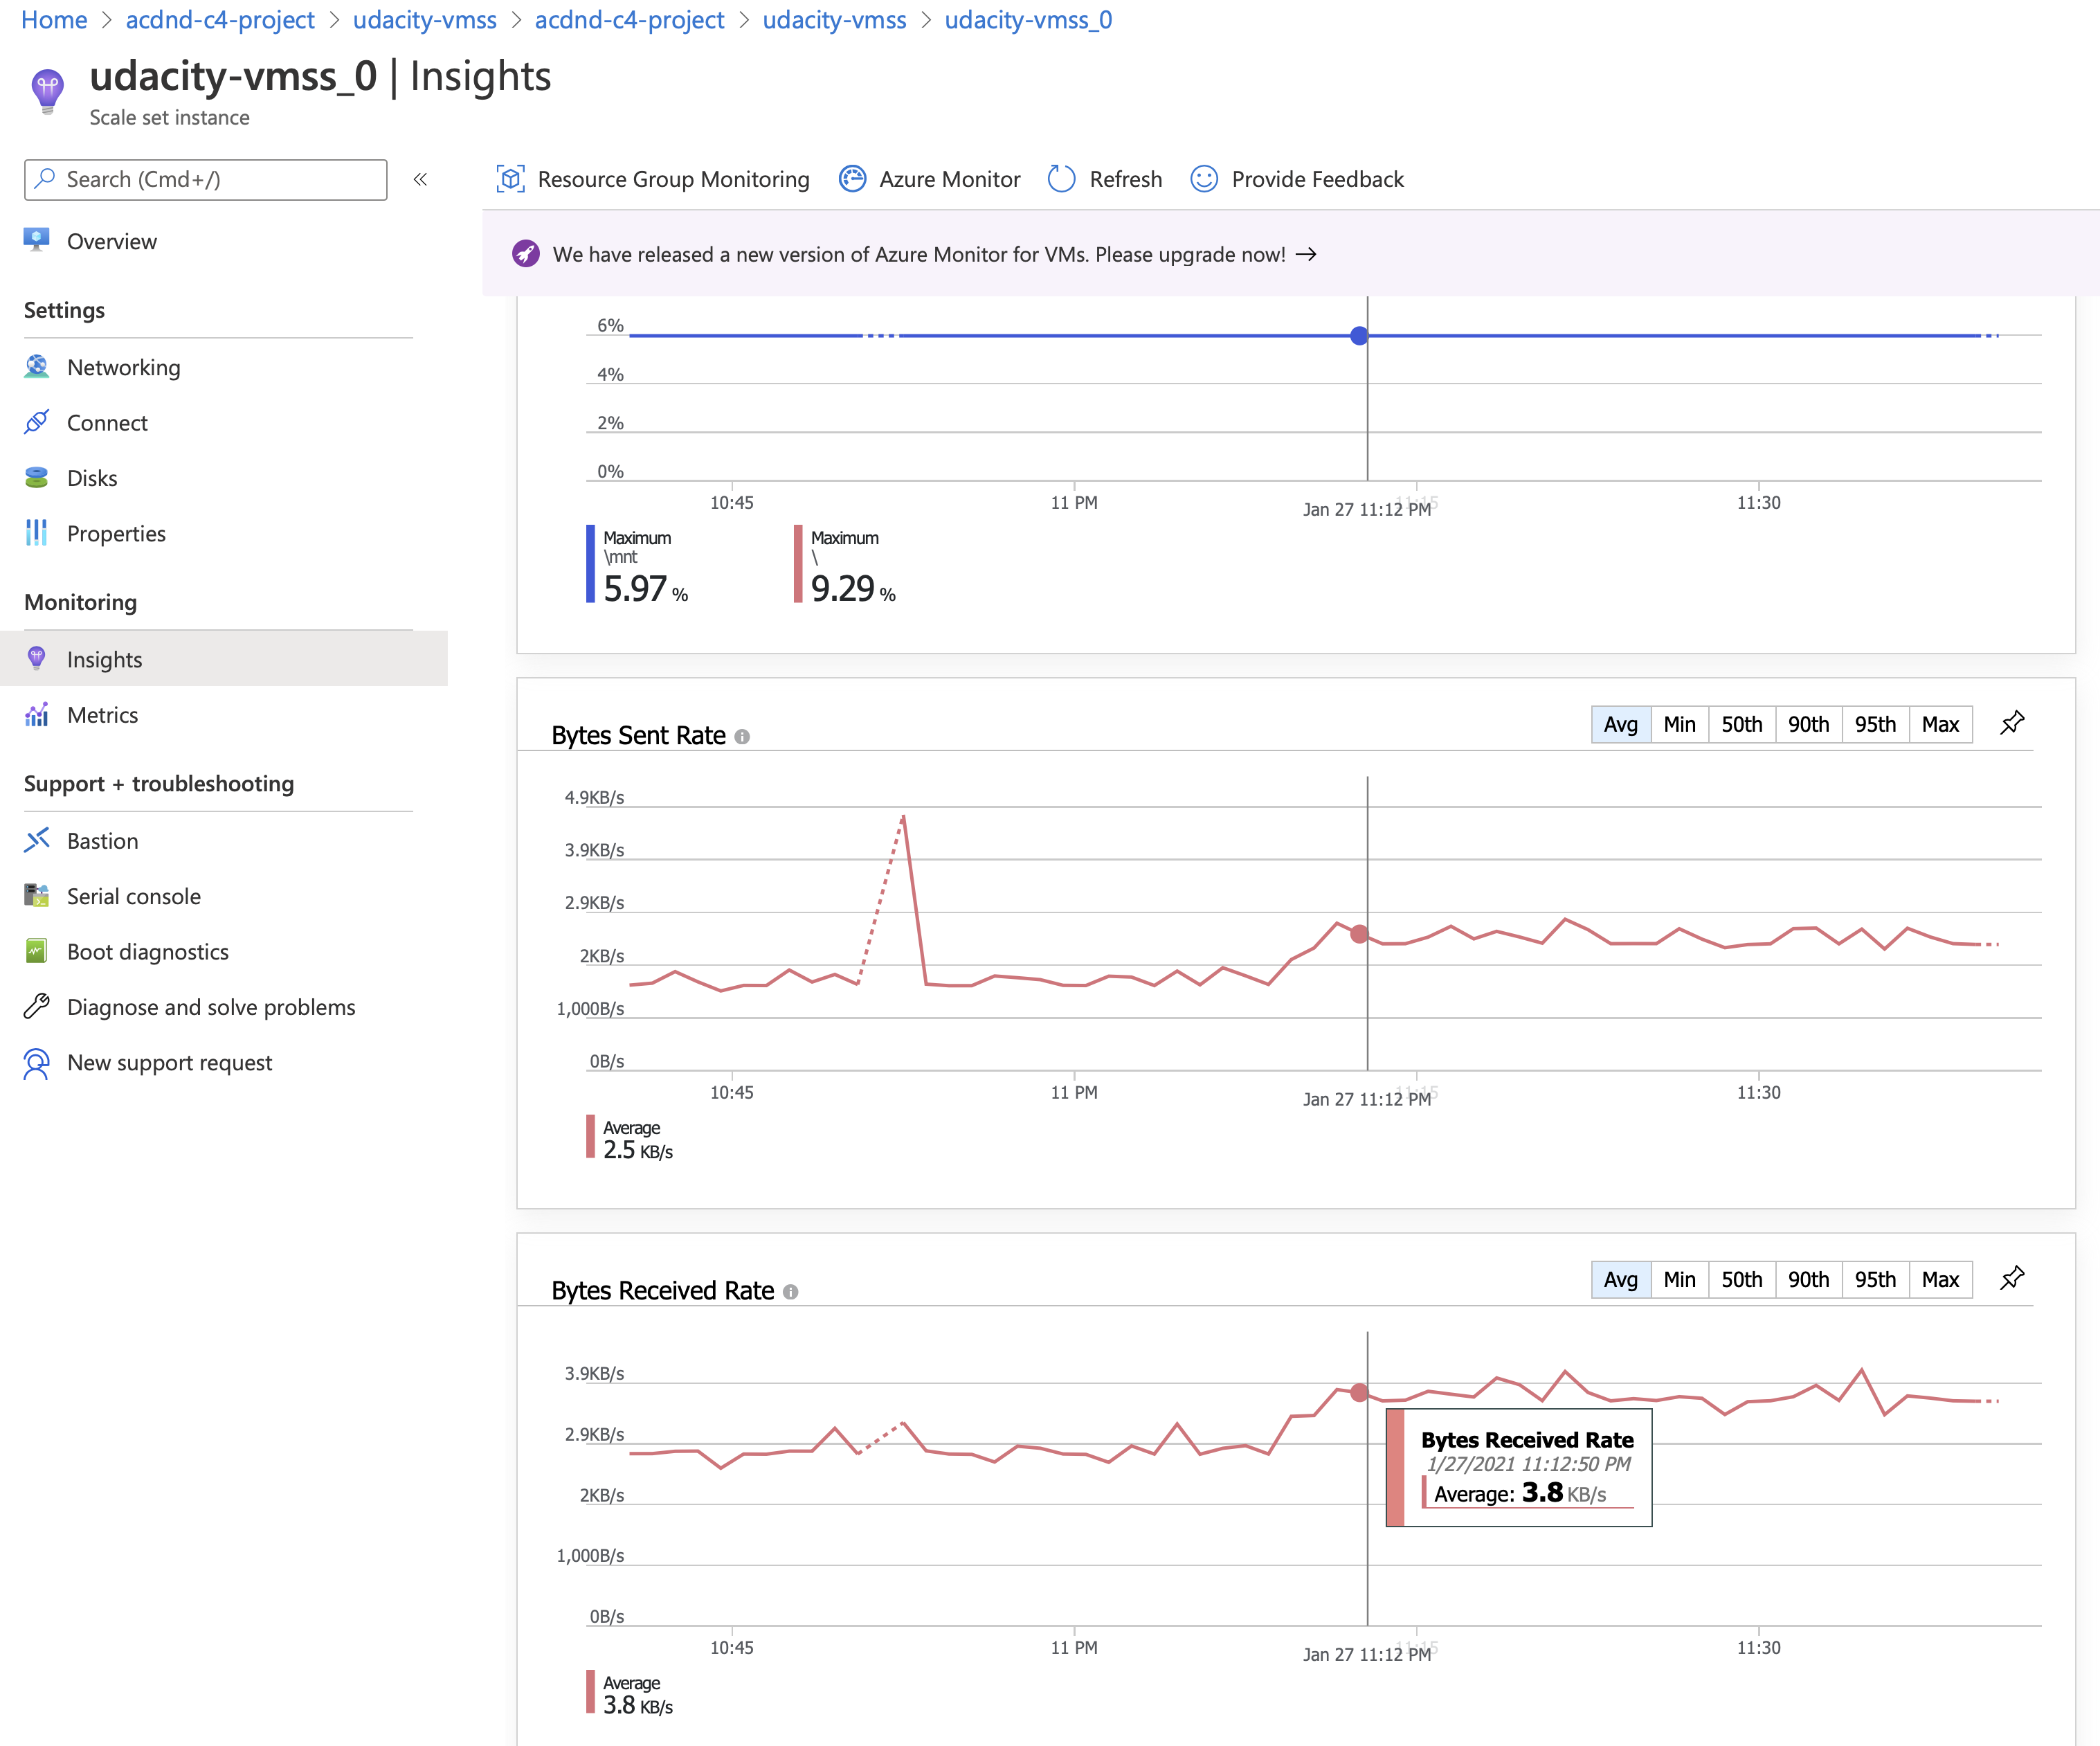 Home > acdnd-c4-project > udacity-vmss > acdnd-c4-project > udacity-vmss > udacity-vmss_0
udacity-vmss_0 | Insights
Scale set instance
Search (Cmd+/)
«
Resource Group Monitoring
Azure Monitor
Refresh
Provide Feedback
We have released a new version of Azure Monitor for VMs. Please upgrade now! →
Overview
Settings
Networking
Connect
Disks
Properties
Monitoring
Insights
Metrics
Support + troubleshooting
Bastion
Serial console
Boot diagnostics
Diagnose and solve problems
New support request
6%
4%
2%
0%
10:45
11 PM
Jan 27 11:12 PM
11:15
11:30
Maximum
\mnt
5.97 %
Maximum
\
9.29 %
Bytes Sent Rate
Avg Min 50th 90th 95th Max
4.9KB/s
3.9KB/s
2.9KB/s
2KB/s
1,000B/s
0B/s
10:45
11 PM
Jan 27 11:12 PM
11:15
11:30
Average
2.5 KB/s
Bytes Received Rate
Avg Min 50th 90th 95th Max
3.9KB/s
2.9KB/s
2KB/s
1,000B/s
0B/s
Bytes Received Rate
1/27/2021 11:12:50 PM
Average: 3.8 KB/s
10:45
11 PM
Jan 27 11:12 PM
11:15
11:30
Average
3.8 KB/s